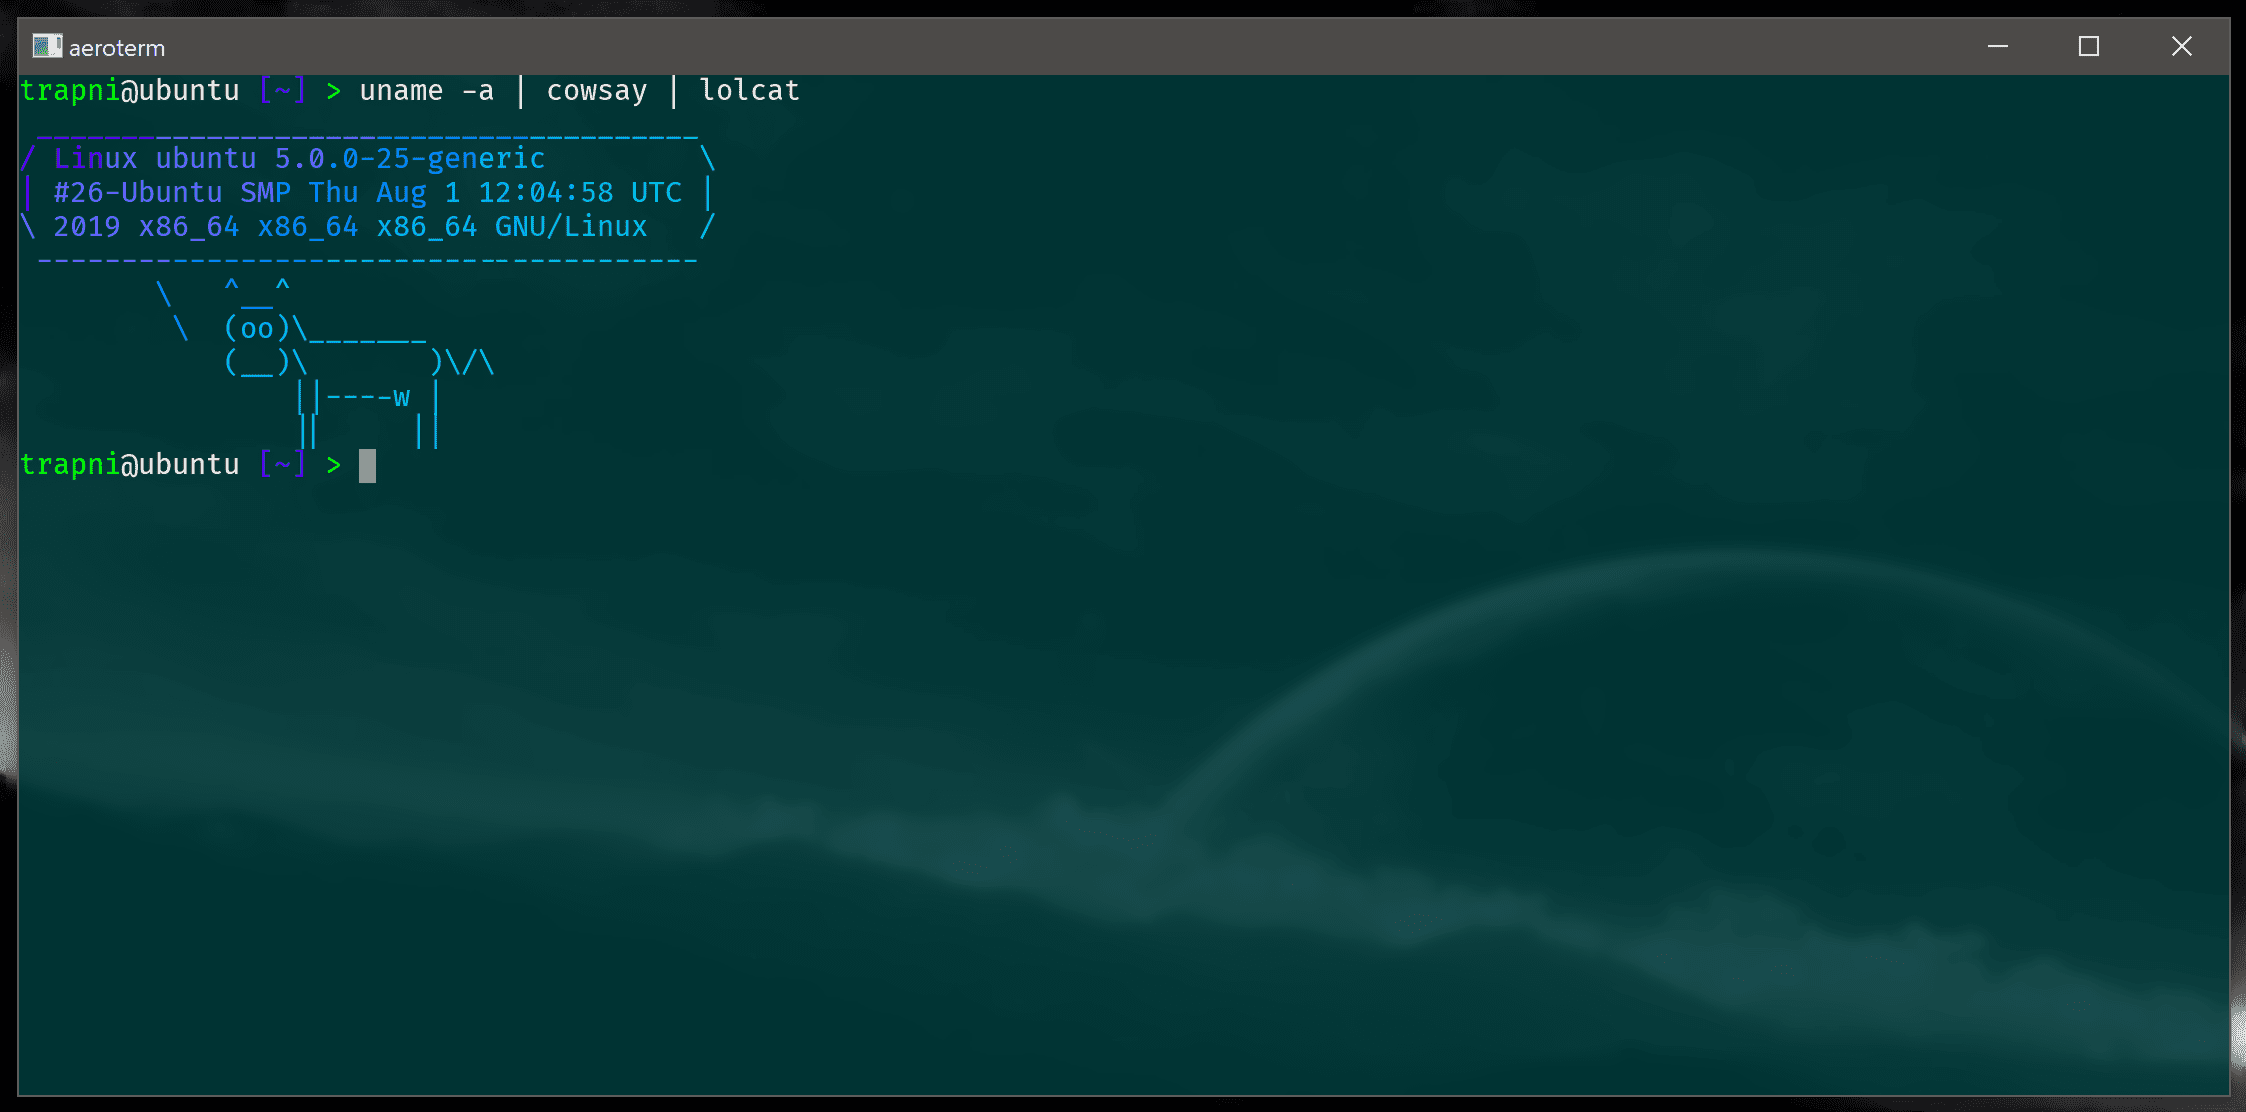 aeroterm
trapni@ubuntu [~] > uname -a | cowsay | lolcat
 _______________________________________
/ Linux ubuntu 5.0.0-25-generic         \
| #26-Ubuntu SMP Thu Aug 1 12:04:58 UTC |
\ 2019 x86_64 x86_64 x86_64 GNU/Linux   /
 ---------------------------------------
        \   ^__^
         \  (oo)\_______
            (__)\       )\/\
                ||----w |
                ||     ||
trapni@ubuntu [~] >